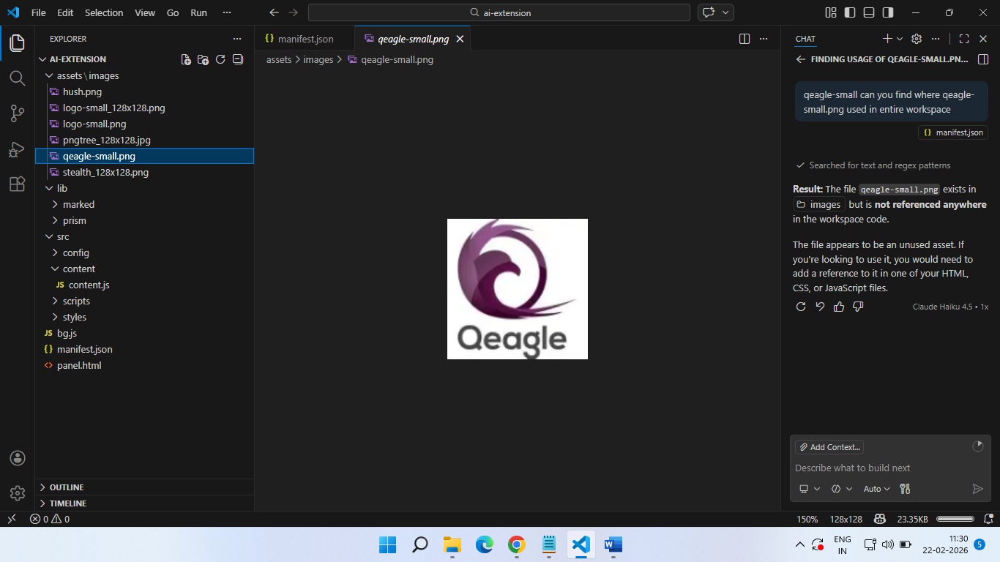 File Edit Selection View Go Run ···
ai-extension
EXPLORER ···
AI-EXTENSION
assets\images
hush.png
logo-small_128x128.png
logo-small.png
pngtree_128x128.jpg
qeagle-small.png
stealth_128x128.png
lib
marked
prism
src
config
content
JS content.js
scripts
styles
JS bg.js
{} manifest.json
<> panel.html
OUTLINE
TIMELINE
{} manifest.json
qeagle-small.png
assets > images > qeagle-small.png
Qeagle
CHAT
FINDING USAGE OF QEAGLE-SMALL.PN...
qeagle-small can you find where qeagle-
small.png used in entire workspace
{} manifest.json
Searched for text and regex patterns
Result: The file qeagle-small.png exists in
images but is not referenced anywhere
in the workspace code.
The file appears to be an unused asset. If
you're looking to use it, you would need to
add a reference to it in one of your HTML,
CSS, or JavaScript files.
Claude Haiku 4.5 • 1x
Add Context...
Describe what to build next
Auto
0 0
150% 128x128 23.35KB
ENG
IN
11:30
22-02-2026
5